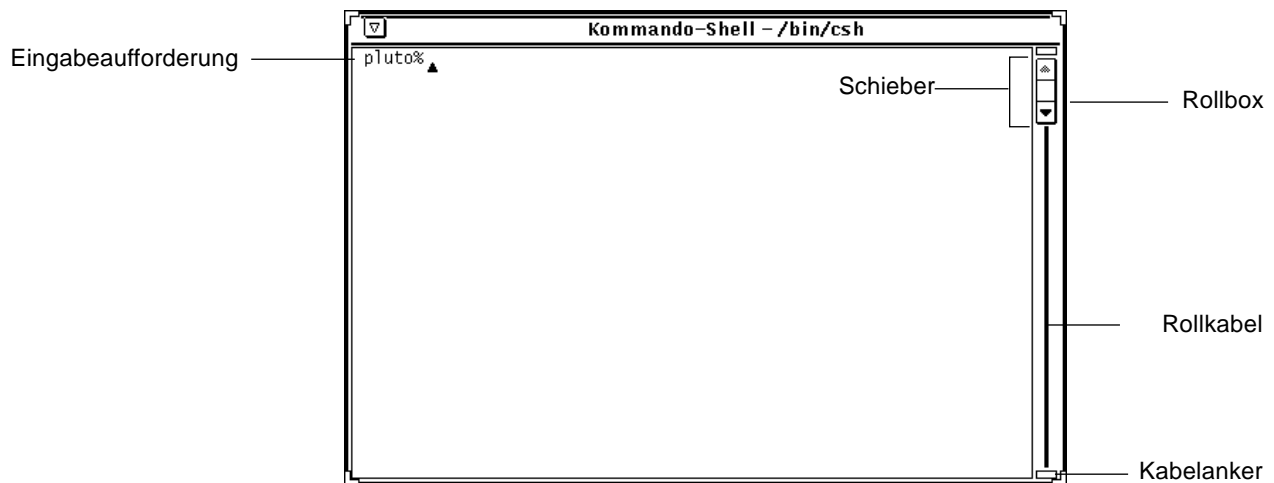 Kommando-Shell - /bin/csh
Eingabeaufforderung
pluto%
Schieber
Rollbox
Rollkabel
Kabelanker